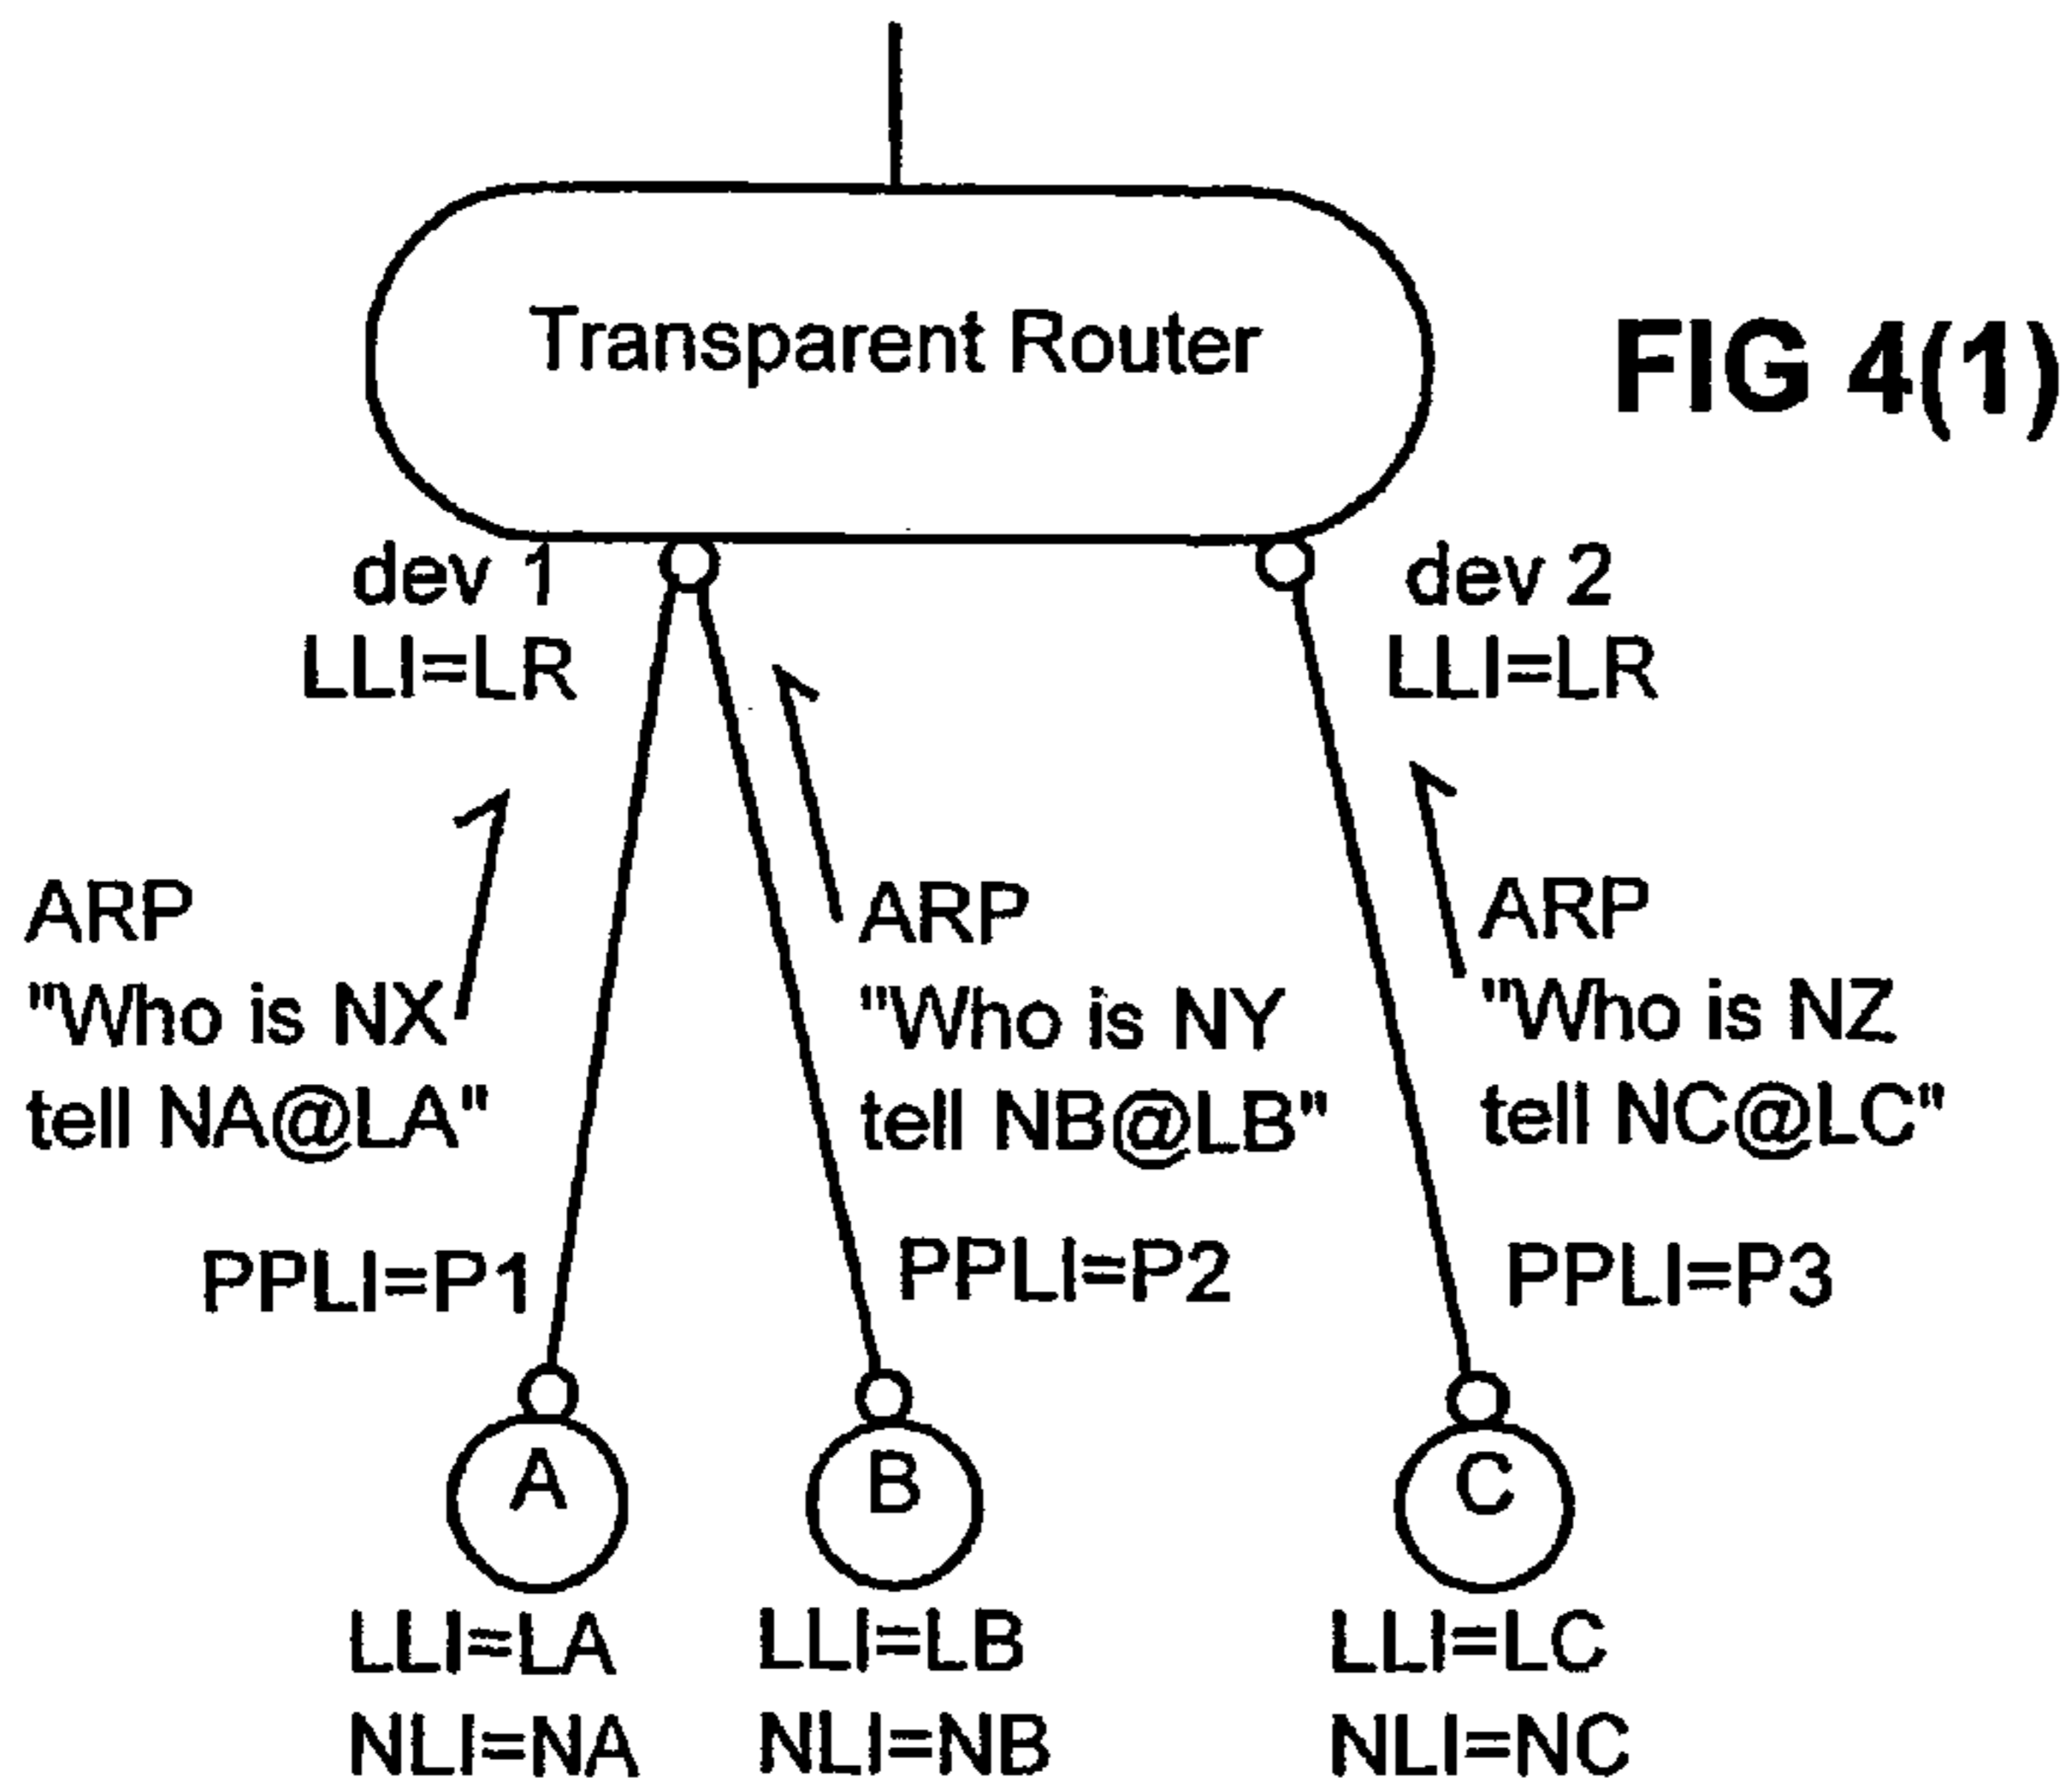 Transparent Router
FIG 4(1)
dev 1
LLI=LR
dev 2
LLI=LR
ARP
"Who is NX
tell NA@LA"
ARP
"Who is NY
tell NB@LB"
ARP
"Who is NZ
tell NC@LC"
PPLI=P1
PPLI=P2
PPLI=P3
A
B
C
LLI=LA
NLI=NA
LLI=LB
NLI=NB
LLI=LC
NLI=NC